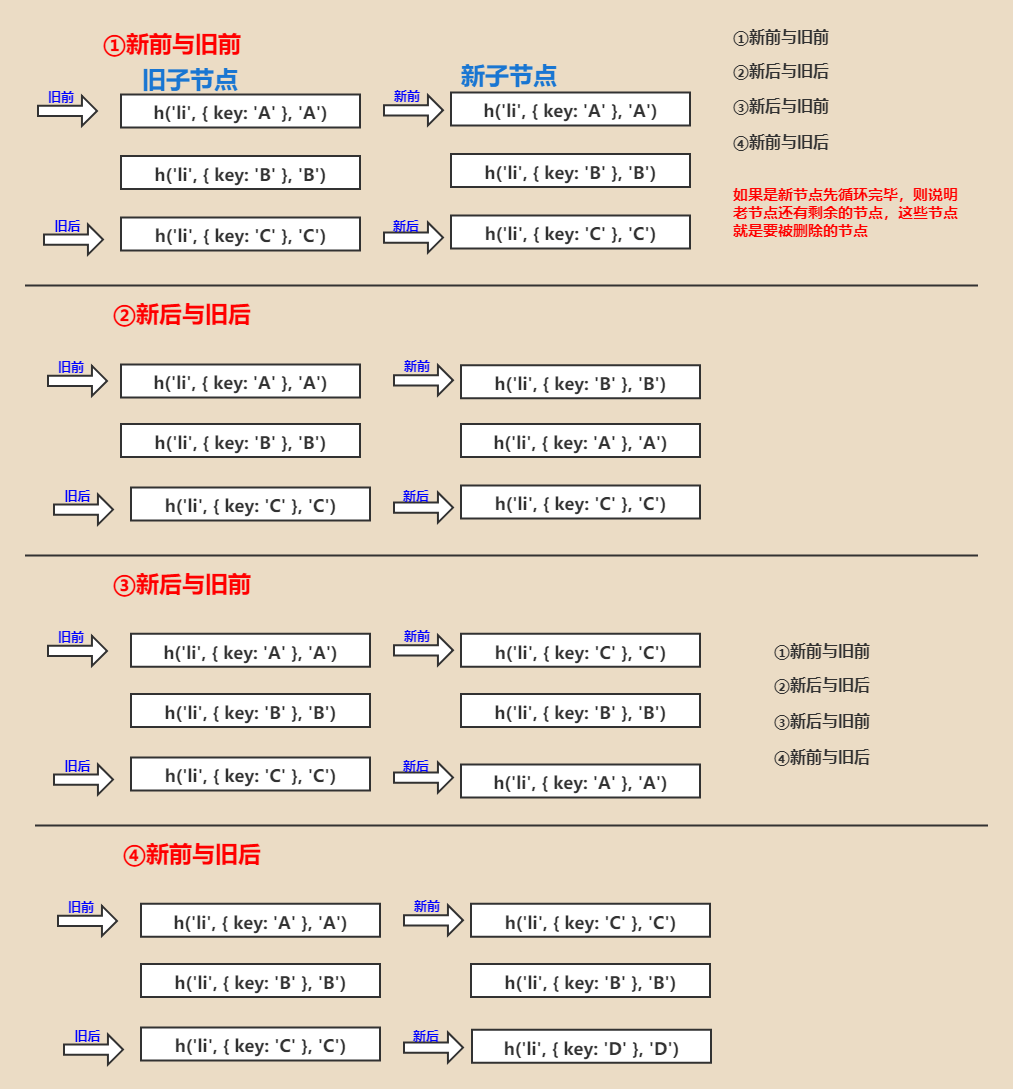 ①新前与旧前
旧子节点
新子节点
旧前
h('li', { key: 'A' }, 'A')
新前
h('li', { key: 'A' }, 'A')
h('li', { key: 'B' }, 'B')
h('li', { key: 'B' }, 'B')
旧后
h('li', { key: 'C' }, 'C')
新后
h('li', { key: 'C' }, 'C')
①新前与旧前
②新后与旧后
③新后与旧前
④新前与旧后
如果是新节点先循环完毕，则说明
老节点还有剩余的节点，这些节点
就是要被删除的节点
②新后与旧后
旧前
h('li', { key: 'A' }, 'A')
新前
h('li', { key: 'B' }, 'B')
h('li', { key: 'B' }, 'B')
h('li', { key: 'A' }, 'A')
旧后
h('li', { key: 'C' }, 'C')
新后
h('li', { key: 'C' }, 'C')
③新后与旧前
旧前
h('li', { key: 'A' }, 'A')
新前
h('li', { key: 'C' }, 'C')
h('li', { key: 'B' }, 'B')
h('li', { key: 'B' }, 'B')
旧后
h('li', { key: 'C' }, 'C')
新后
h('li', { key: 'A' }, 'A')
①新前与旧前
②新后与旧后
③新后与旧前
④新前与旧后
④新前与旧后
旧前
h('li', { key: 'A' }, 'A')
新前
h('li', { key: 'C' }, 'C')
h('li', { key: 'B' }, 'B')
h('li', { key: 'B' }, 'B')
旧后
h('li', { key: 'C' }, 'C')
新后
h('li', { key: 'D' }, 'D')